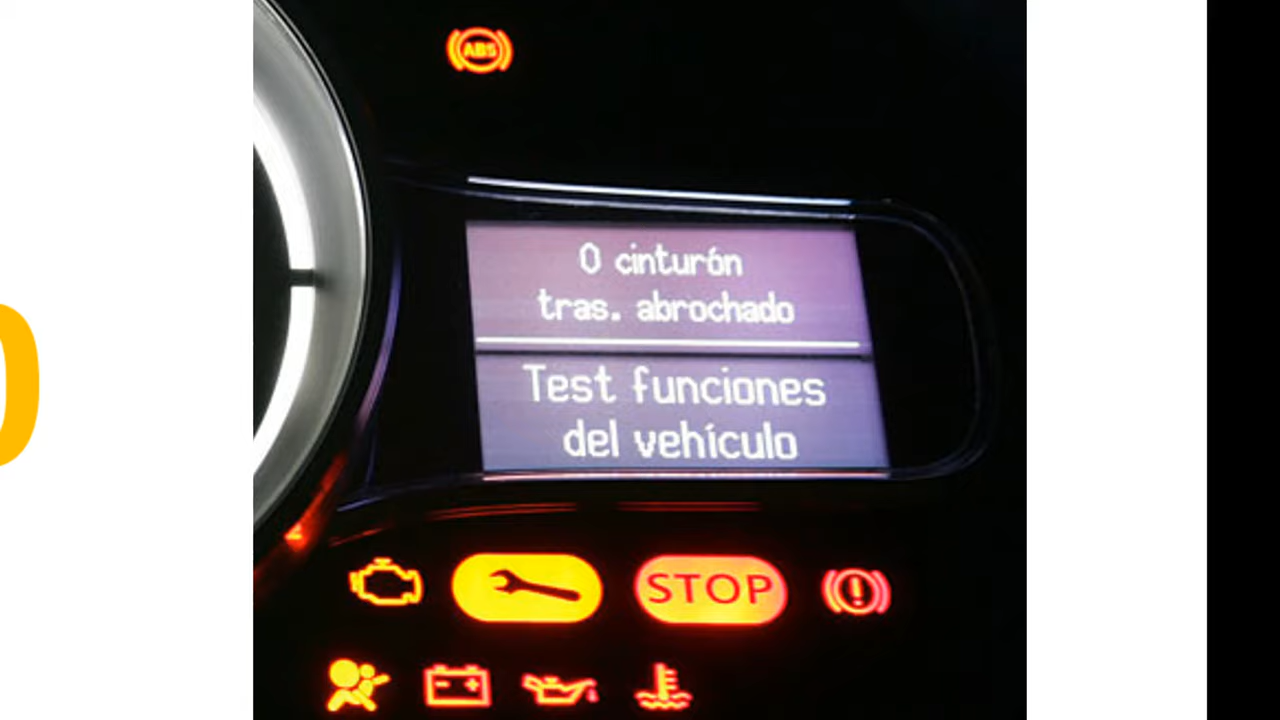 ABS
0 cinturón
tras. abrochado
Test funciones
del vehículo
STOP